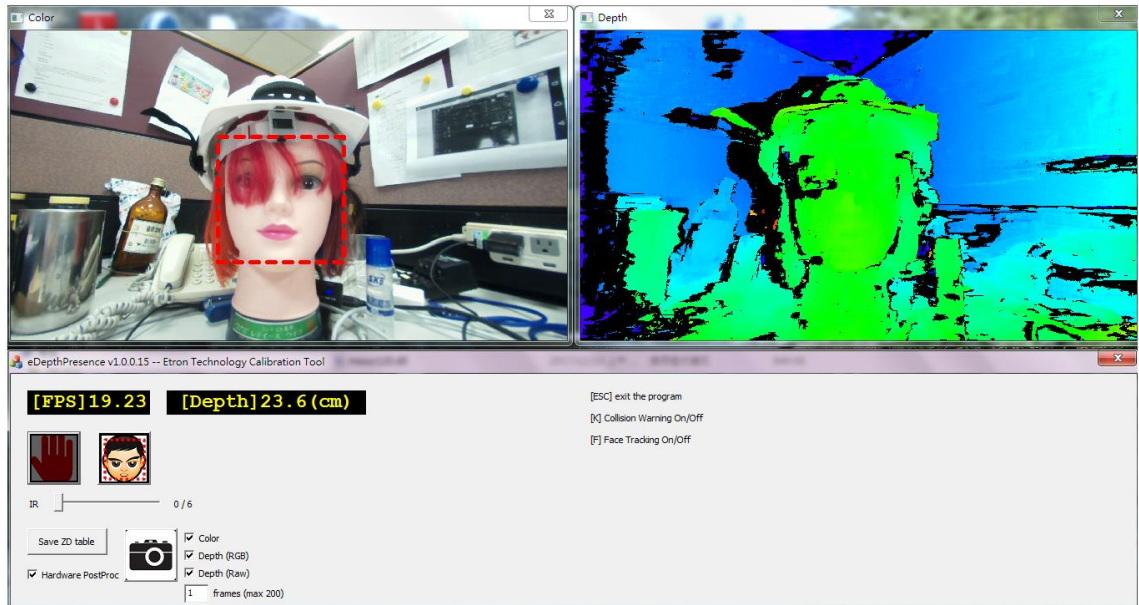 Color
Depth
eDepthPresence v1.0.0.15 -- Etron Technology Calibration Tool
[FPS]19.23
[Depth]23.6(cm)
[ESC] exit the program
[K] Collision Warning On/Off
[F] Face Tracking On/Off
IR
0 / 6
Save ZD table
Color
Depth (RGB)
Hardware PostProc
Depth (Raw)
1 frames (max 200)